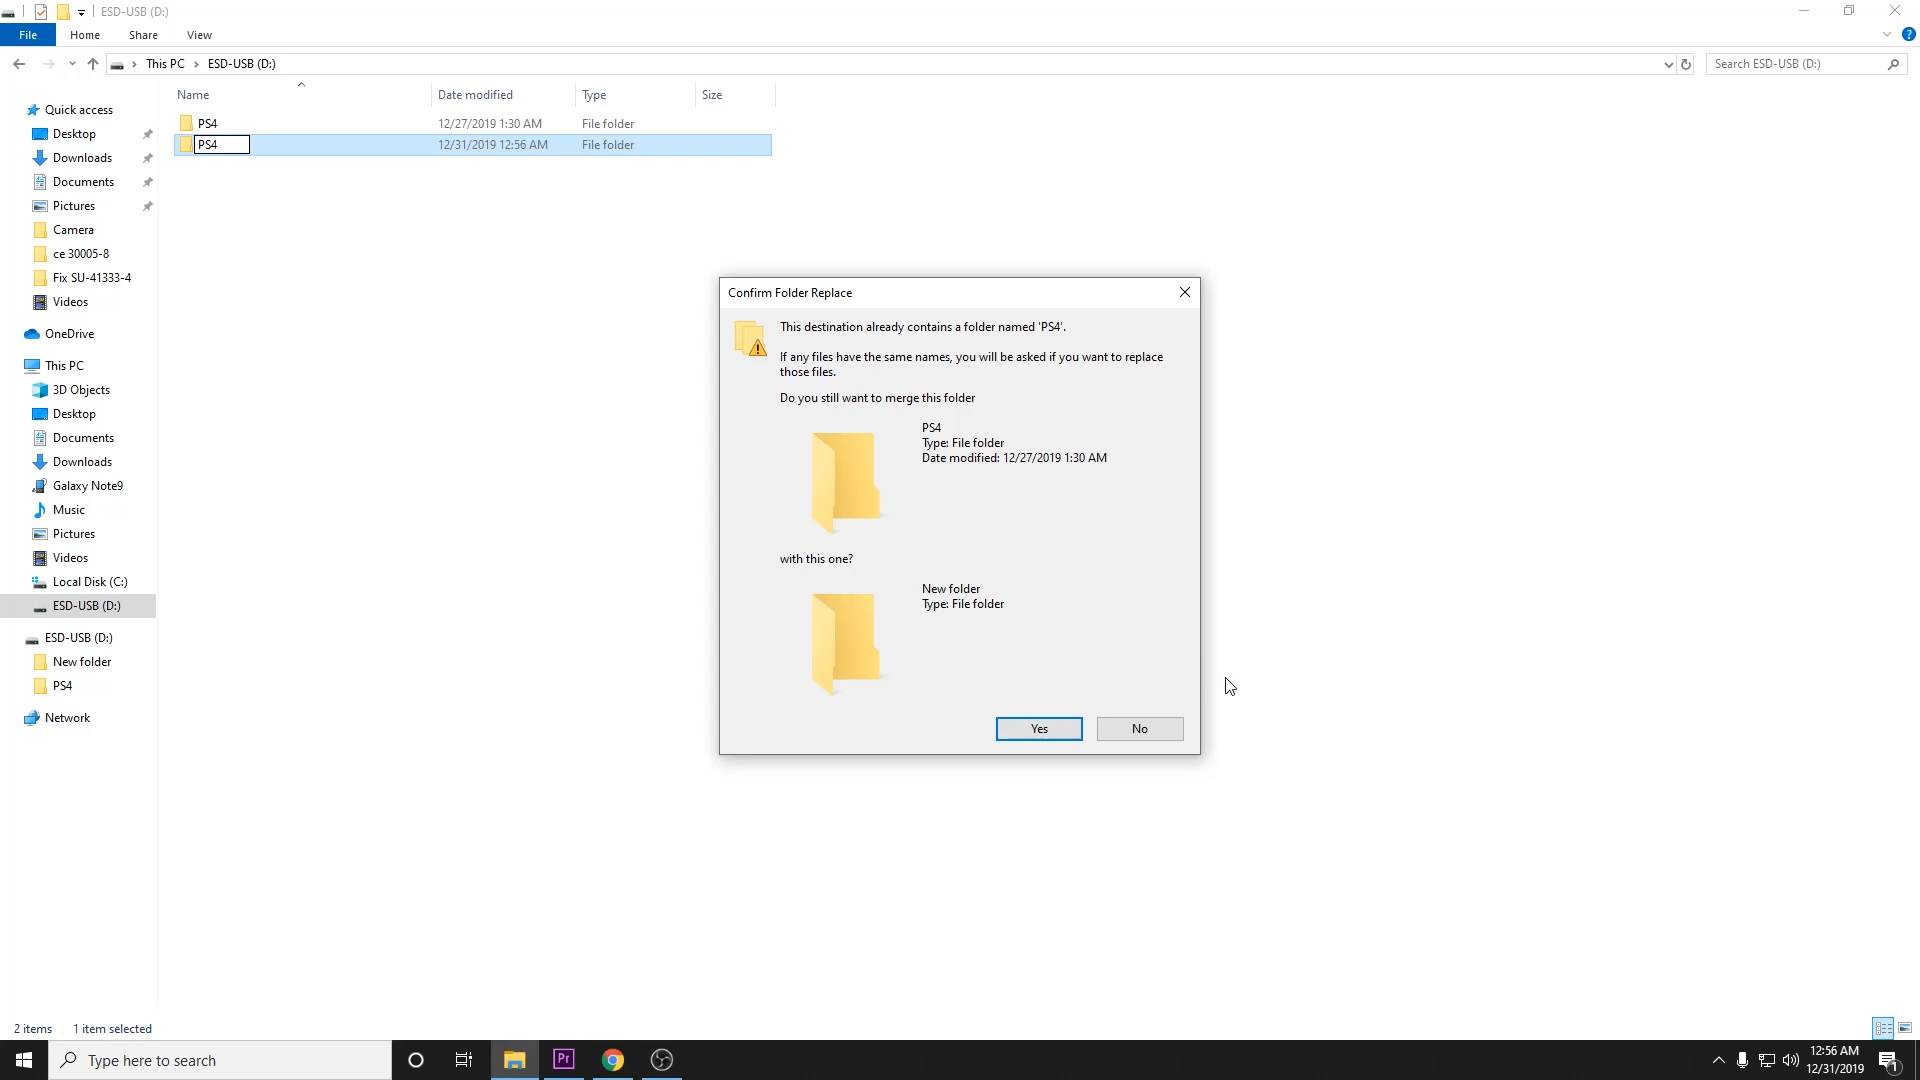 ESD-USB (D:)
File Home Share View
This PC ESD-USB (D:) Search ESD-USB (D:)
Name Date modified Type Size
PS4 12/27/2019 1:30 AM File folder
PS4 12/31/2019 12:56 AM File folder
Quick access
Desktop
Downloads
Documents
Pictures
Camera
ce 30005-8
Fix SU-41333-4
Videos
OneDrive
This PC
3D Objects
Desktop
Documents
Downloads
Galaxy Note9
Music
Pictures
Videos
Local Disk (C:)
ESD-USB (D:)
ESD-USB (D:)
New folder
PS4
Network
Confirm Folder Replace
This destination already contains a folder named 'PS4'.
If any files have the same names, you will be asked if you want to replace
those files.
Do you still want to merge this folder
PS4
Type: File folder
Date modified: 12/27/2019 1:30 AM
with this one?
New folder
Type: File folder
Yes No
2 items 1 item selected
Type here to search
Pr
12:56 AM
12/31/2019
1